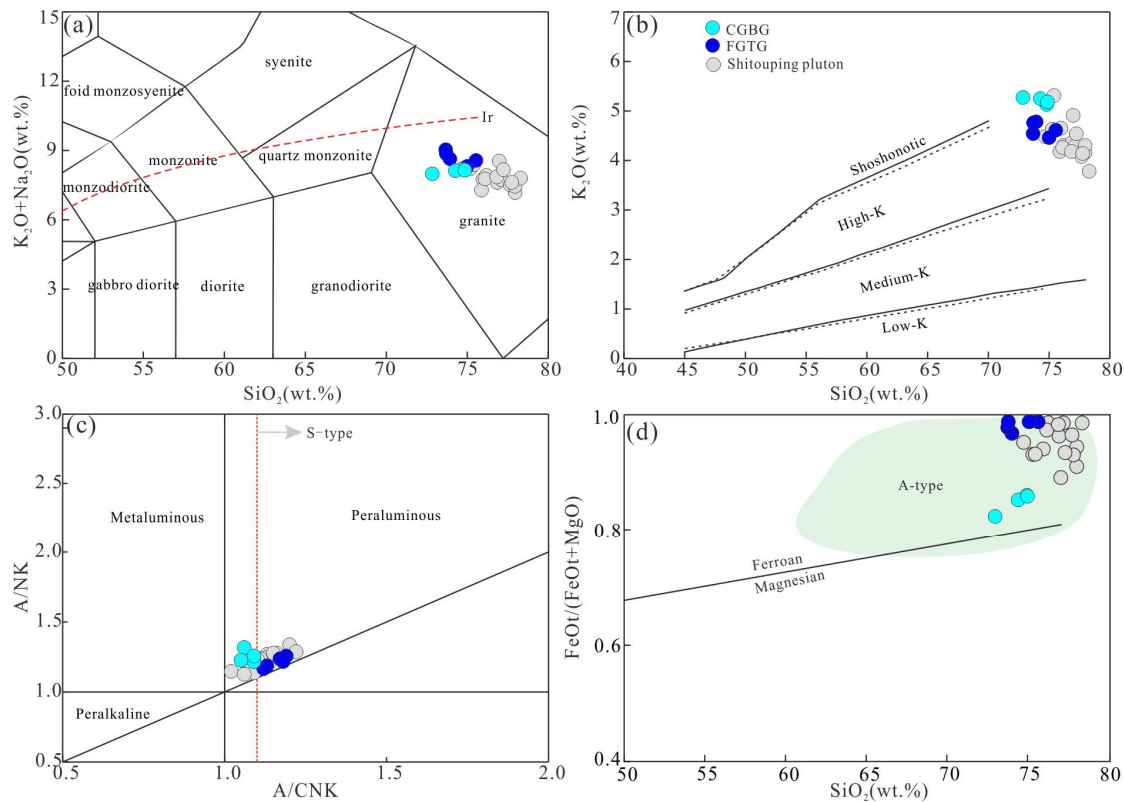 (a)
15
12
9
6
3
0
K₂O+Na₂O(wt.%)
syenite
foid monzosyenite
Ir
monzonite
quartz monzonite
monzodiorite
granite
gabbro diorite
diorite
granodiorite
50 55 60 65 70 75 80
SiO₂(wt.%)
(b)
7
6
5
4
3
2
1
0
K₂O(wt.%)
CGBG
FGTG
Shitouping pluton
Shoshonotic
High-K
Medium-K
Low-K
40 45 50 55 60 65 70 75 80
SiO₂(wt.%)
(c)
3.0
2.5
2.0
1.5
1.0
0.5
A/NK
S-type
Metaluminous
Peraluminous
Peralkaline
0.5 1.0 1.5 2.0
A/CNK
(d)
1.0
0.8
0.6
0.4
FeOt/(FeOt+MgO)
A-type
Ferroan
Magnesian
50 55 60 65 70 75 80
SiO₂(wt.%)